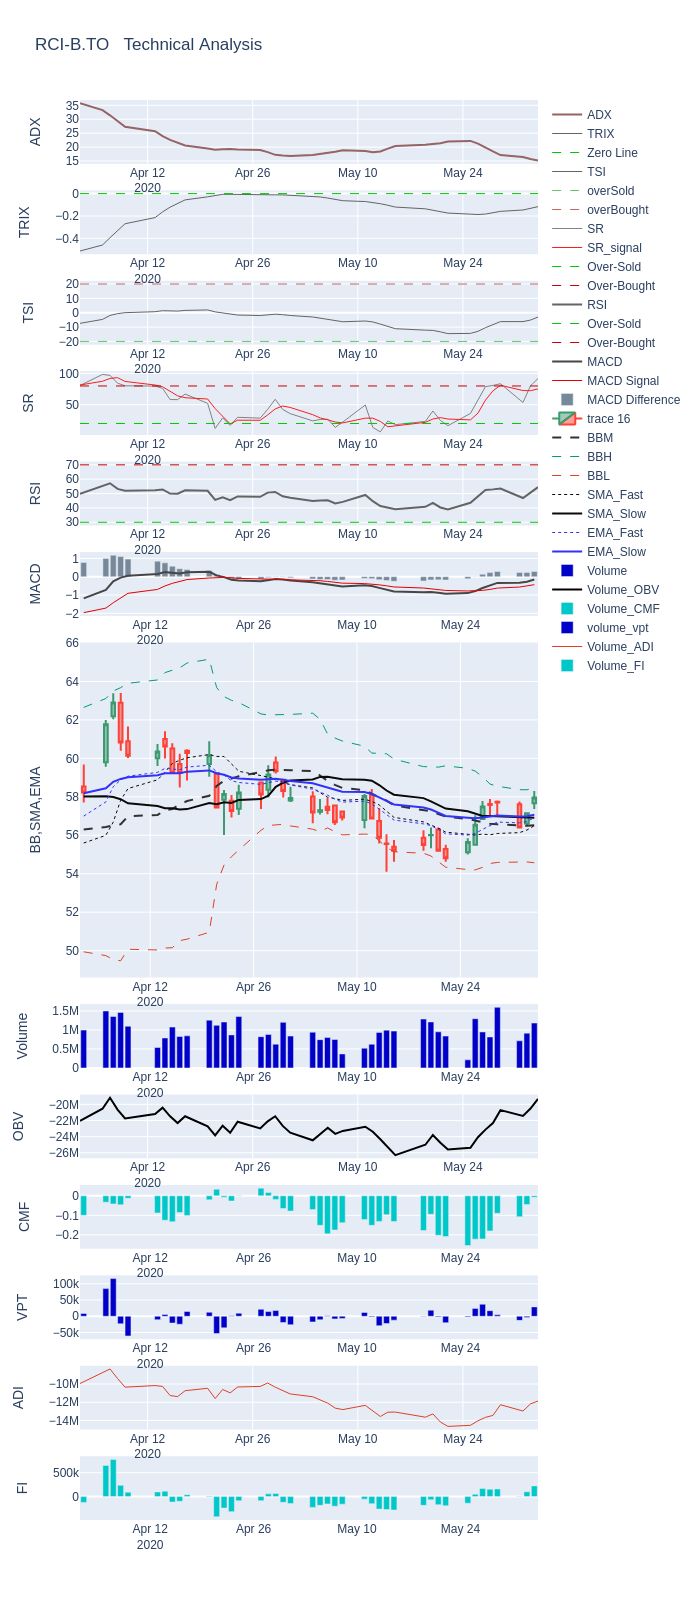 RCI-B.TO   Technical Analysis
ADX
35
30
25
20
15
Apr 12
2020
Apr 26
May 10
May 24
TRIX
0
−0.2
−0.4
Apr 12
2020
Apr 26
May 10
May 24
TSI
20
10
0
−10
−20
Apr 12
2020
Apr 26
May 10
May 24
SR
100
50
Apr 12
2020
Apr 26
May 10
May 24
RSI
70
60
50
40
30
Apr 12
2020
Apr 26
May 10
May 24
MACD
1
0
−1
−2
Apr 12
2020
Apr 26
May 10
May 24
BB,SMA,EMA
66
64
62
60
58
56
54
52
50
Apr 12
2020
Apr 26
May 10
May 24
Volume
1.5M
1M
0.5M
0
Apr 12
2020
Apr 26
May 10
May 24
OBV
−20M
−22M
−24M
−26M
Apr 12
2020
Apr 26
May 10
May 24
CMF
0
−0.1
−0.2
Apr 12
2020
Apr 26
May 10
May 24
VPT
100k
50k
0
−50k
Apr 12
2020
Apr 26
May 10
May 24
ADI
−10M
−12M
−14M
Apr 12
2020
Apr 26
May 10
May 24
FI
500k
0
Apr 12
2020
Apr 26
May 10
May 24
ADX
TRIX
Zero Line
TSI
overSold
overBought
SR
SR_signal
Over-Sold
Over-Bought
RSI
Over-Sold
Over-Bought
MACD
MACD Signal
MACD Difference
trace 16
BBM
BBH
BBL
SMA_Fast
SMA_Slow
EMA_Fast
EMA_Slow
Volume
Volume_OBV
Volume_CMF
volume_vpt
Volume_ADI
Volume_FI